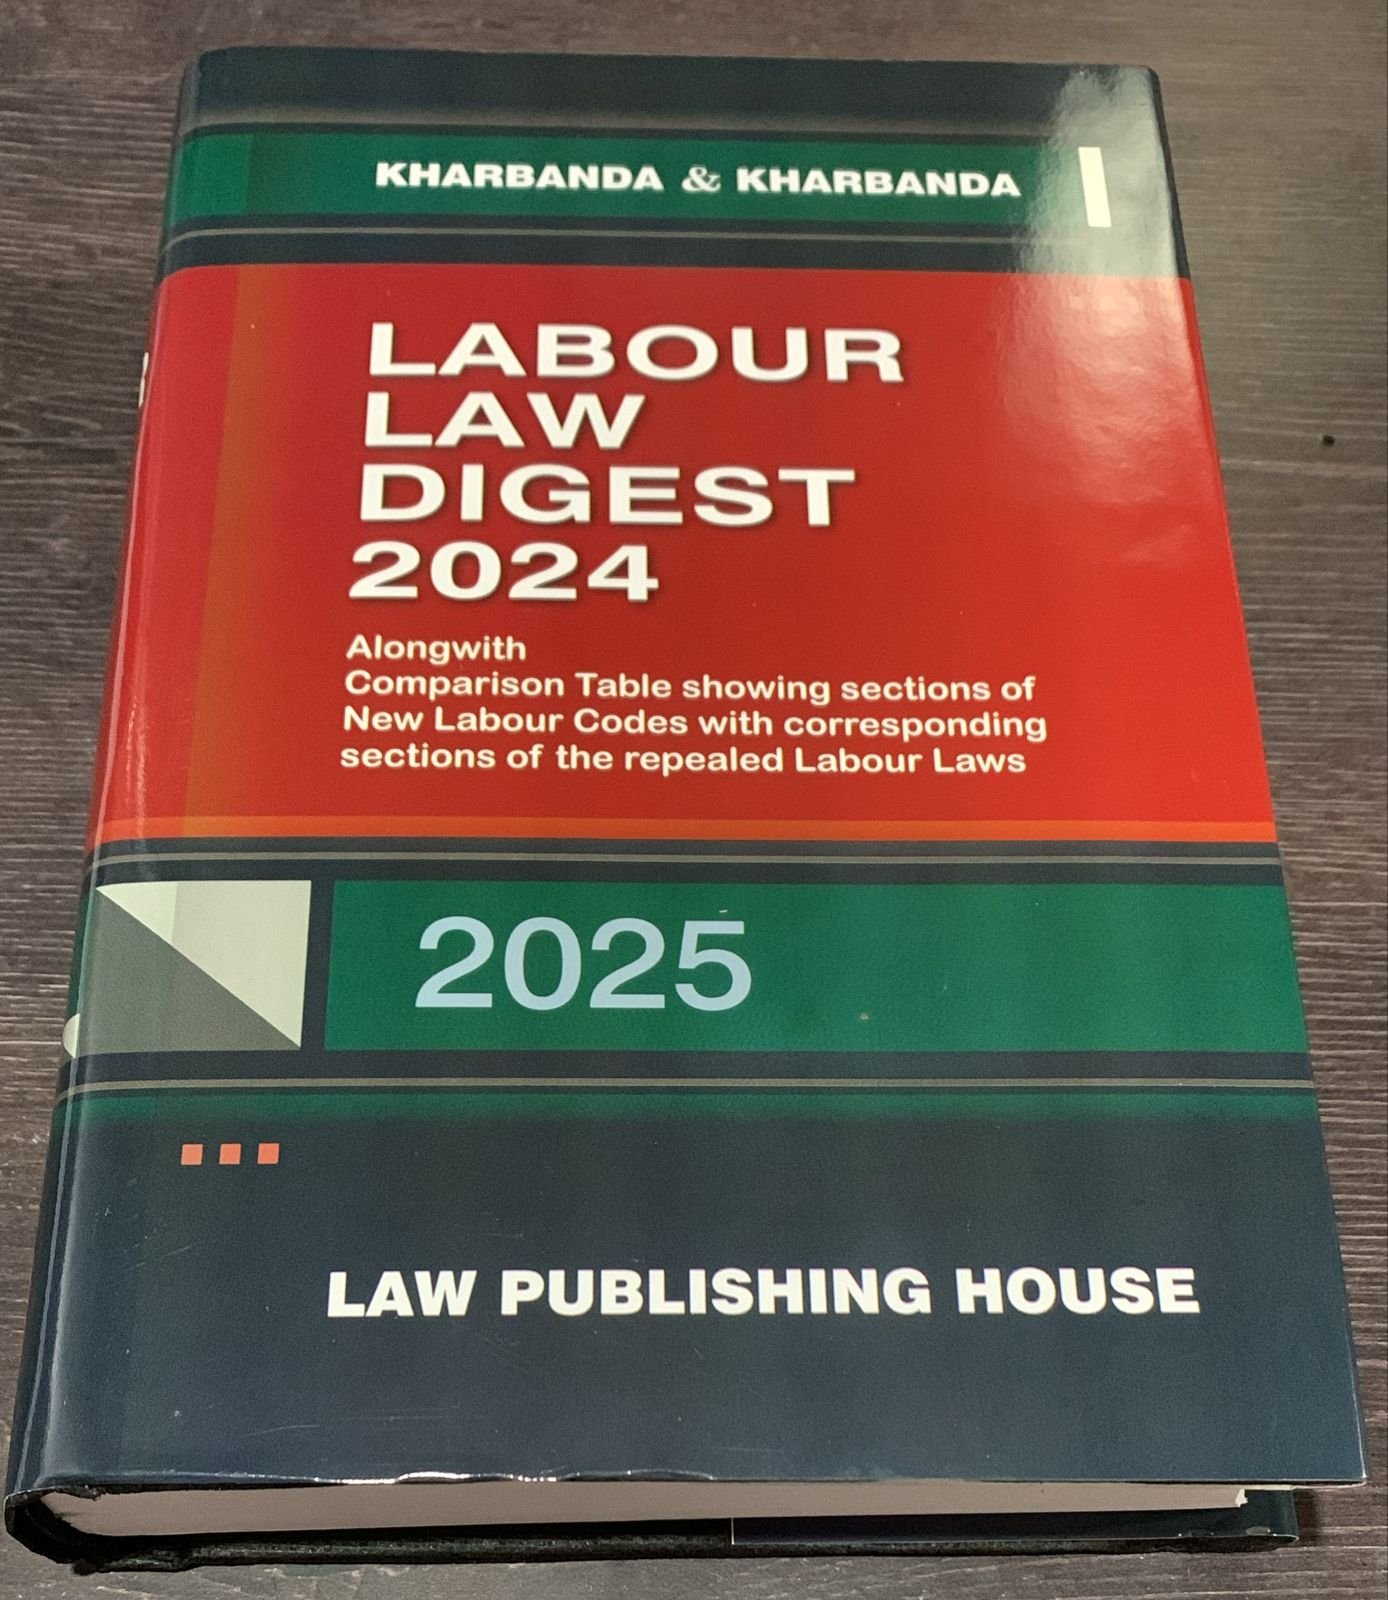 KHARBANDA & KHARBANDA
LABOUR
LAW
DIGEST
2024
Alongwith
Comparison Table showing sections of
New Labour Codes with corresponding
sections of the repealed Labour Laws
2025
LAW PUBLISHING HOUSE